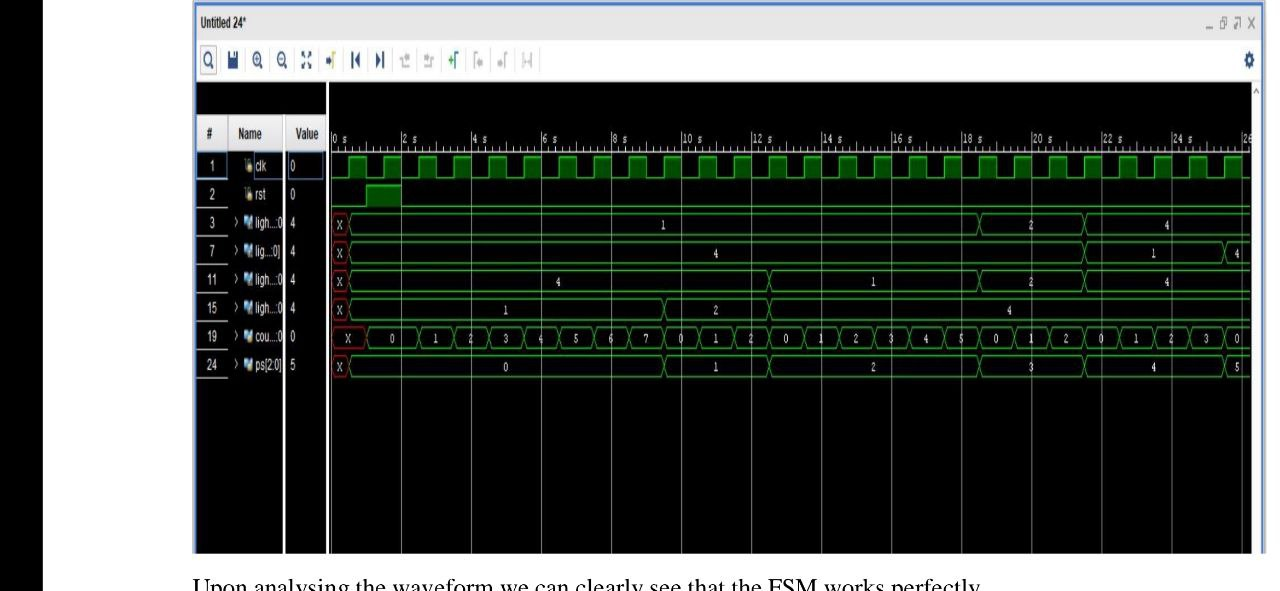 Untitled 24*
# Name Value 0 s 2 s 4 s 6 s 8 s 10 s 12 s 14 s 16 s 18 s 20 s 22 s 24 s 26
1 clk 0
2 rst 0
3 ligh...:0 4 X 1 2 4
7 lig...:0] 4 X 4 1 4
11 ligh...:0 4 X 4 1 2 4
15 ligh...:0 4 X 1 2 4
19 cou...:0 0 X 0 1 2 3 4 5 6 7 0 1 2 0 1 2 3 4 5 0 1 2 0 1 2 3 0
24 ps[2:0] 5 X 0 1 2 3 4 5
Upon analysing the waveform we can clearly see that the FSM works perfectly